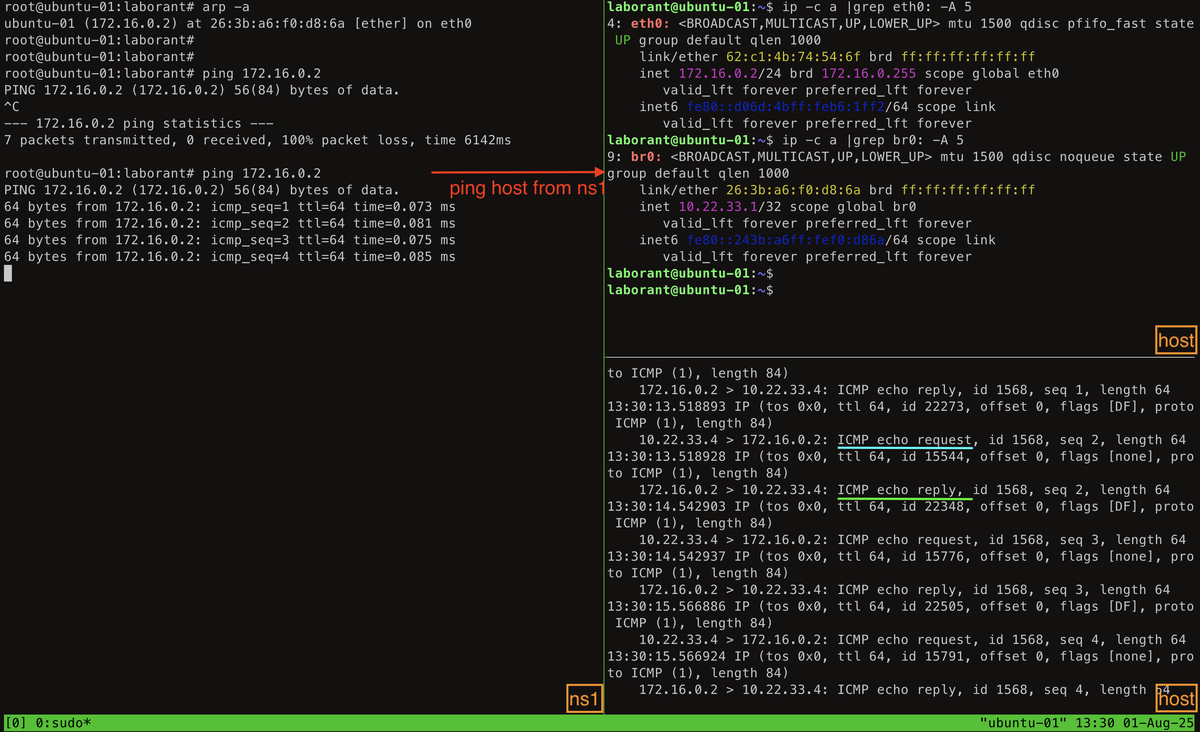 root@ubuntu-01:laborant# arp -a
ubuntu-01 (172.16.0.2) at 26:3b:a6:f0:d8:6a [ether] on eth0
root@ubuntu-01:laborant#
root@ubuntu-01:laborant#
root@ubuntu-01:laborant# ping 172.16.0.2
PING 172.16.0.2 (172.16.0.2) 56(84) bytes of data.
^C
--- 172.16.0.2 ping statistics ---
7 packets transmitted, 0 received, 100% packet loss, time 6142ms
root@ubuntu-01:laborant# ping 172.16.0.2
PING 172.16.0.2 (172.16.0.2) 56(84) bytes of data.
64 bytes from 172.16.0.2: icmp_seq=1 ttl=64 time=0.073 ms
64 bytes from 172.16.0.2: icmp_seq=2 ttl=64 time=0.081 ms
64 bytes from 172.16.0.2: icmp_seq=3 ttl=64 time=0.075 ms
64 bytes from 172.16.0.2: icmp_seq=4 ttl=64 time=0.085 ms
ping host from ns1
ns1
laborant@ubuntu-01:~$ ip -c a |grep eth0: -A 5
4: eth0: <BROADCAST,MULTICAST,UP,LOWER_UP> mtu 1500 qdisc pfifo_fast state
UP group default qlen 1000
link/ether 62:c1:4b:74:54:6f brd ff:ff:ff:ff:ff:ff
inet 172.16.0.2/24 brd 172.16.0.255 scope global eth0
valid_lft forever preferred_lft forever
inet6 fe80::d06d:4bff:feb6:1ff2/64 scope link
valid_lft forever preferred_lft forever
laborant@ubuntu-01:~$ ip -c a |grep br0: -A 5
9: br0: <BROADCAST,MULTICAST,UP,LOWER_UP> mtu 1500 qdisc noqueue state UP
group default qlen 1000
link/ether 26:3b:a6:f0:d8:6a brd ff:ff:ff:ff:ff:ff
inet 10.22.33.1/32 scope global br0
valid_lft forever preferred_lft forever
inet6 fe80::243b:a6ff:fef0:d86a/64 scope link
valid_lft forever preferred_lft forever
laborant@ubuntu-01:~$
laborant@ubuntu-01:~$
host
to ICMP (1), length 84)
172.16.0.2 > 10.22.33.4: ICMP echo reply, id 1568, seq 1, length 64
13:30:13.518893 IP (tos 0x0, ttl 64, id 22273, offset 0, flags [DF], proto
ICMP (1), length 84)
10.22.33.4 > 172.16.0.2: ICMP echo request, id 1568, seq 2, length 64
13:30:13.518928 IP (tos 0x0, ttl 64, id 15544, offset 0, flags [none], pro
to ICMP (1), length 84)
172.16.0.2 > 10.22.33.4: ICMP echo reply, id 1568, seq 2, length 64
13:30:14.542903 IP (tos 0x0, ttl 64, id 22348, offset 0, flags [DF], proto
ICMP (1), length 84)
10.22.33.4 > 172.16.0.2: ICMP echo request, id 1568, seq 3, length 64
13:30:14.542937 IP (tos 0x0, ttl 64, id 15776, offset 0, flags [none], pro
to ICMP (1), length 84)
172.16.0.2 > 10.22.33.4: ICMP echo reply, id 1568, seq 3, length 64
13:30:15.566886 IP (tos 0x0, ttl 64, id 22505, offset 0, flags [DF], proto
ICMP (1), length 84)
10.22.33.4 > 172.16.0.2: ICMP echo request, id 1568, seq 4, length 64
13:30:15.566924 IP (tos 0x0, ttl 64, id 15791, offset 0, flags [none], pro
to ICMP (1), length 84)
172.16.0.2 > 10.22.33.4: ICMP echo reply, id 1568, seq 4, length 64
host
[0] 0:sudo* "ubuntu-01" 13:30 01-Aug-25